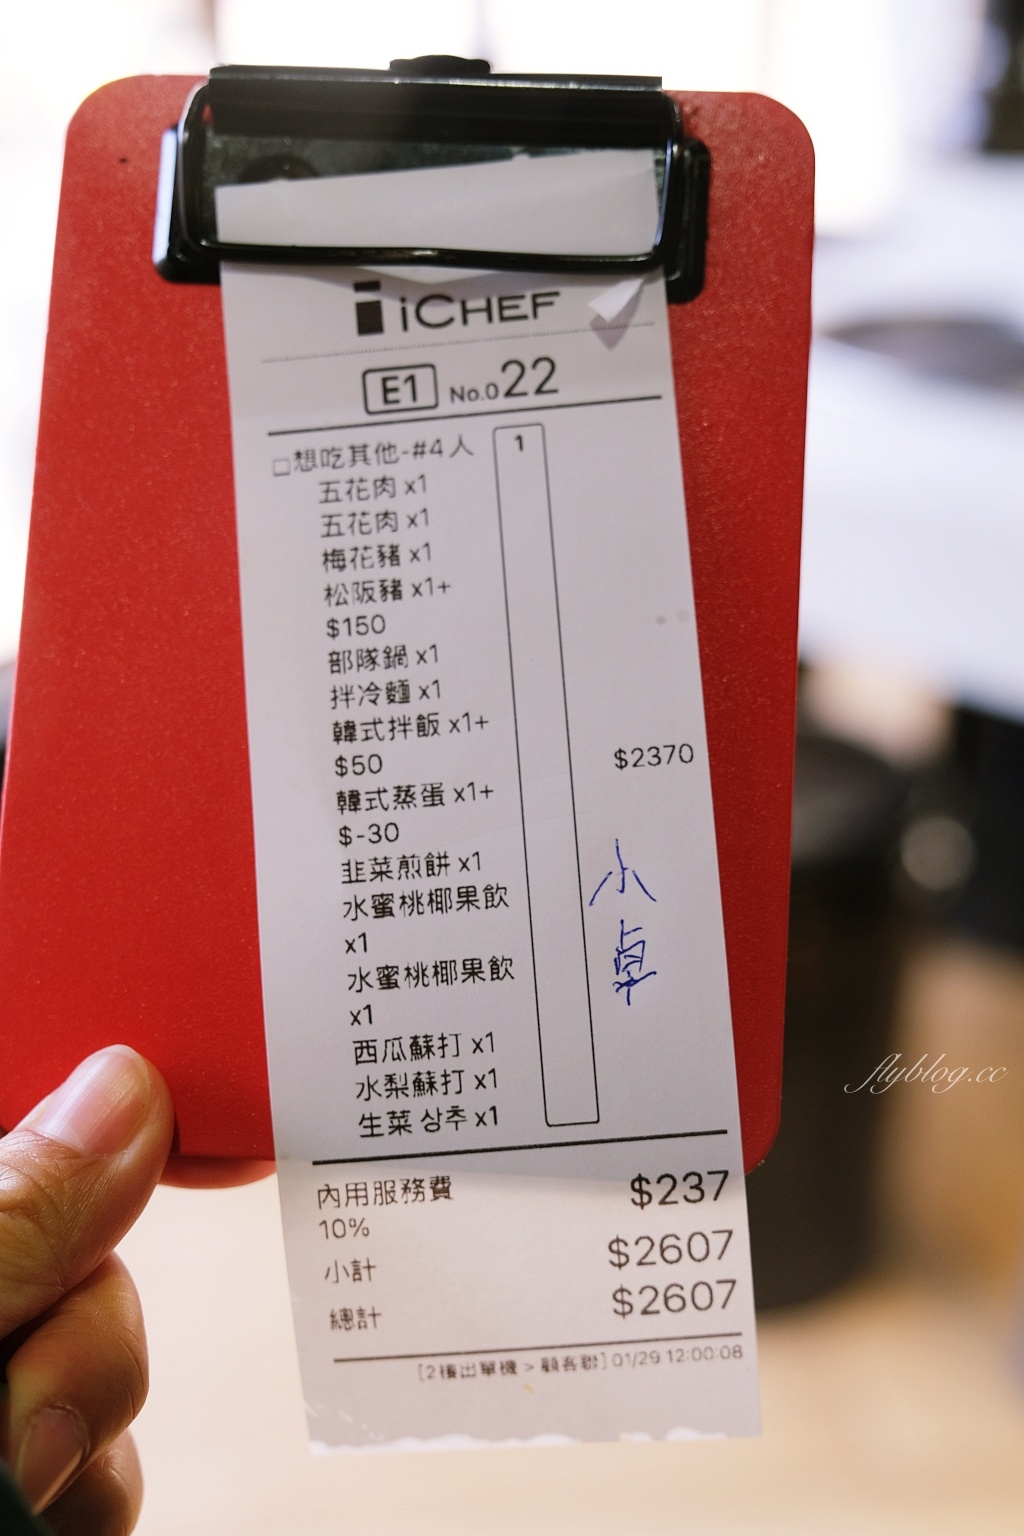 iCHEF
E1 No.022
□想吃其他-#4人 1
五花肉 x1
五花肉 x1
梅花豬 x1
松阪豬 x1+
$150
部隊鍋 x1
拌冷麵 x1
韓式拌飯 x1+
$50 $2370
韓式蒸蛋 x1+
$-30
韭菜煎餅 x1
水蜜桃椰果飲
x1
水蜜桃椰果飲
x1
西瓜蘇打 x1
水梨蘇打 x1
生菜 상추 x1
小
卓
內用服務費 $237
10%
小計 $2607
總計 $2607
[2樓出單機 > 顧客聯] 01/29 12:00:08
flyblog.cc